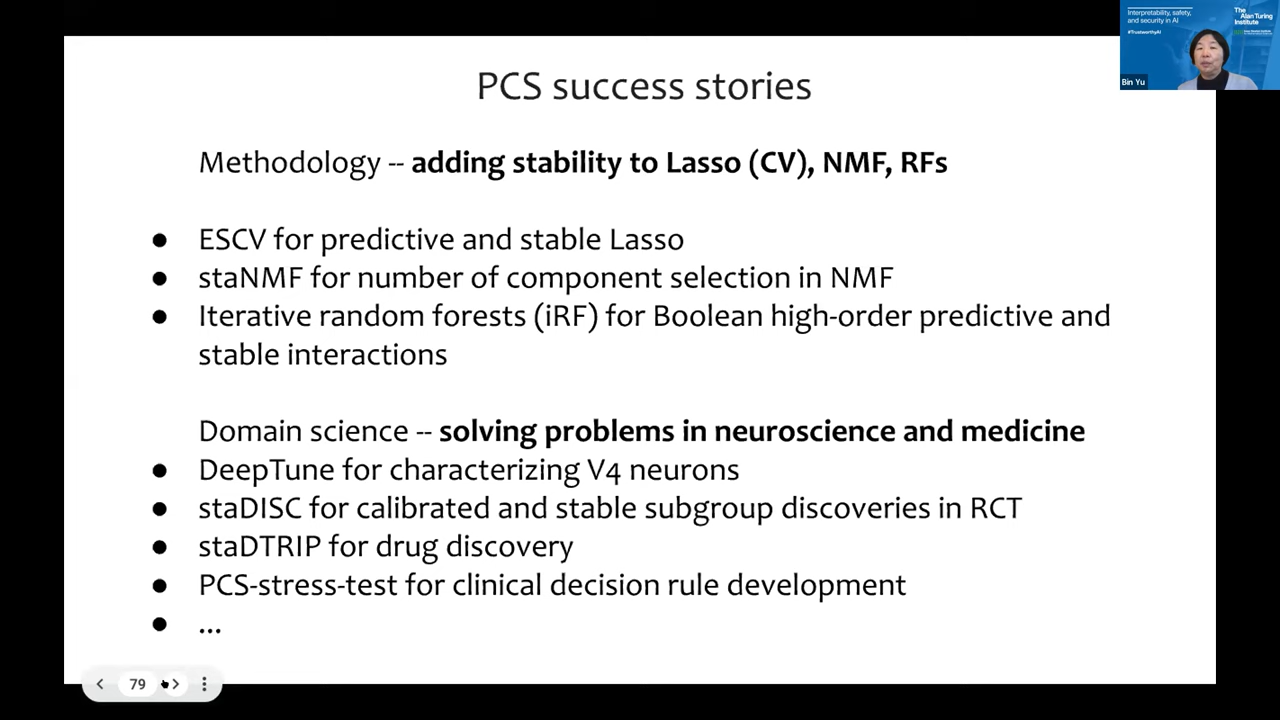 PCS success stories
Methodology -- adding stability to Lasso (CV), NMF, RFs
● ESCV for predictive and stable Lasso
● staNMF for number of component selection in NMF
● Iterative random forests (iRF) for Boolean high-order predictive and
stable interactions
Domain science -- solving problems in neuroscience and medicine
● DeepTune for characterizing V4 neurons
● staDISC for calibrated and stable subgroup discoveries in RCT
● staDTRIP for drug discovery
● PCS-stress-test for clinical decision rule development
● ...
79
Interpretability, safety,
and security in AI
#TrustworthyAI
The
Alan Turing
Institute
Bin Yu